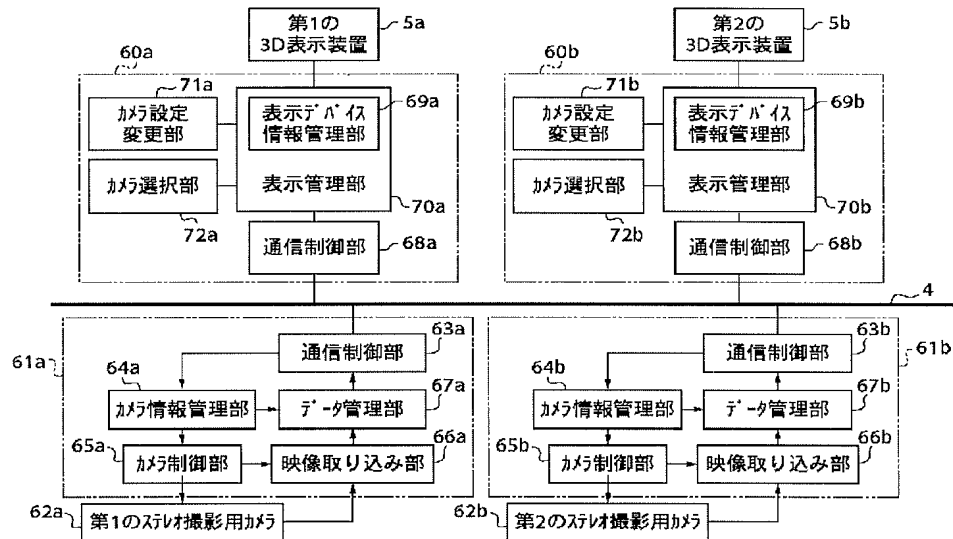 第1の
3D表示装置
5a
60a
71a
カメラ設定
変更部
表示デバイス
情報管理部
69a
カメラ選択部
表示管理部
72a
70a
通信制御部
68a
第2の
3D表示装置
5b
60b
71b
カメラ設定
変更部
表示デバイス
情報管理部
69b
カメラ選択部
表示管理部
72b
70b
通信制御部
68b
4
61a
通信制御部
63a
64a
カメラ情報管理部
データ管理部
67a
65a
カメラ制御部
映像取り込み部
66a
62a
第1のステレオ撮影用カメラ
通信制御部
63b
61b
64b
カメラ情報管理部
データ管理部
67b
65b
カメラ制御部
映像取り込み部
66b
62b
第2のステレオ撮影用カメラ